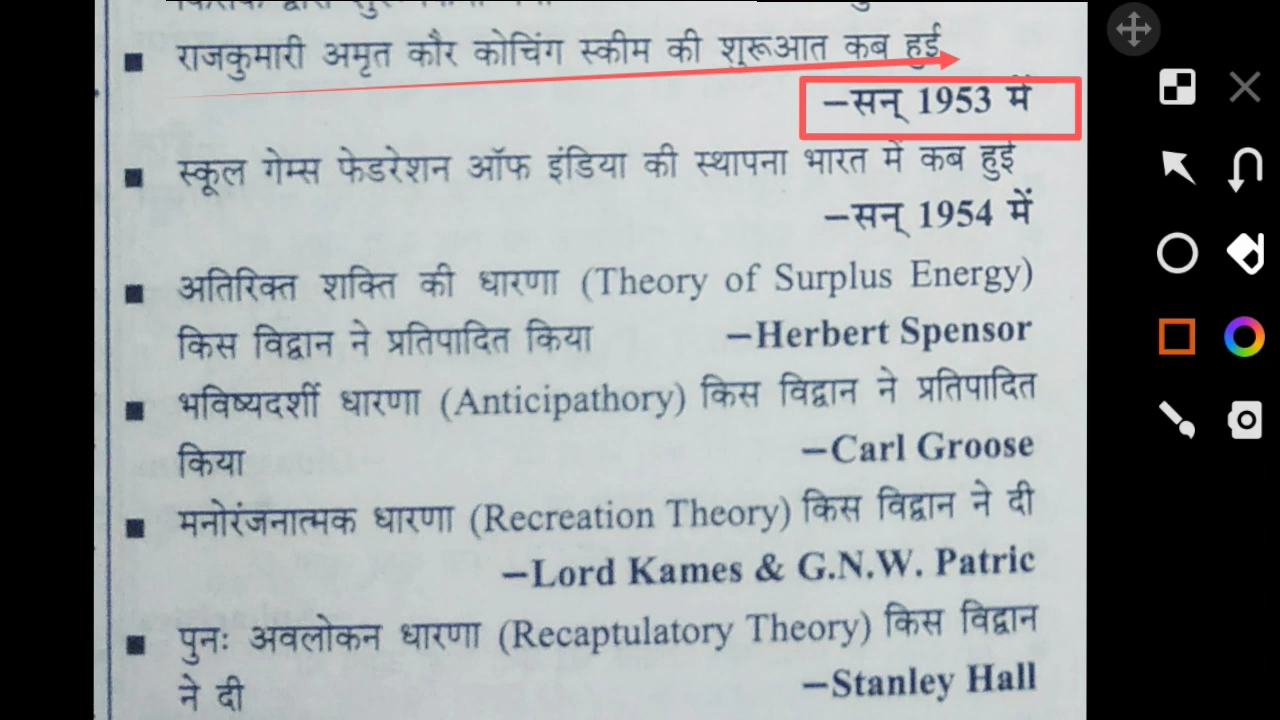 ■ राजकुमारी अमृत कौर कोचिंग स्कीम की शुरूआत कब हुई
–सन् 1953 में
■ स्कूल गेम्स फेडरेशन ऑफ इंडिया की स्थापना भारत में कब हुई
–सन् 1954 में
■ अतिरिक्त शक्ति की धारणा (Theory of Surplus Energy)
किस विद्वान ने प्रतिपादित किया –Herbert Spensor
■ भविष्यदर्शी धारणा (Anticipathory) किस विद्वान ने प्रतिपादित
किया –Carl Groose
■ मनोरंजनात्मक धारणा (Recreation Theory) किस विद्वान ने दी
–Lord Kames & G.N.W. Patric
■ पुनः अवलोकन धारणा (Recaptulatory Theory) किस विद्वान
ने दी –Stanley Hall